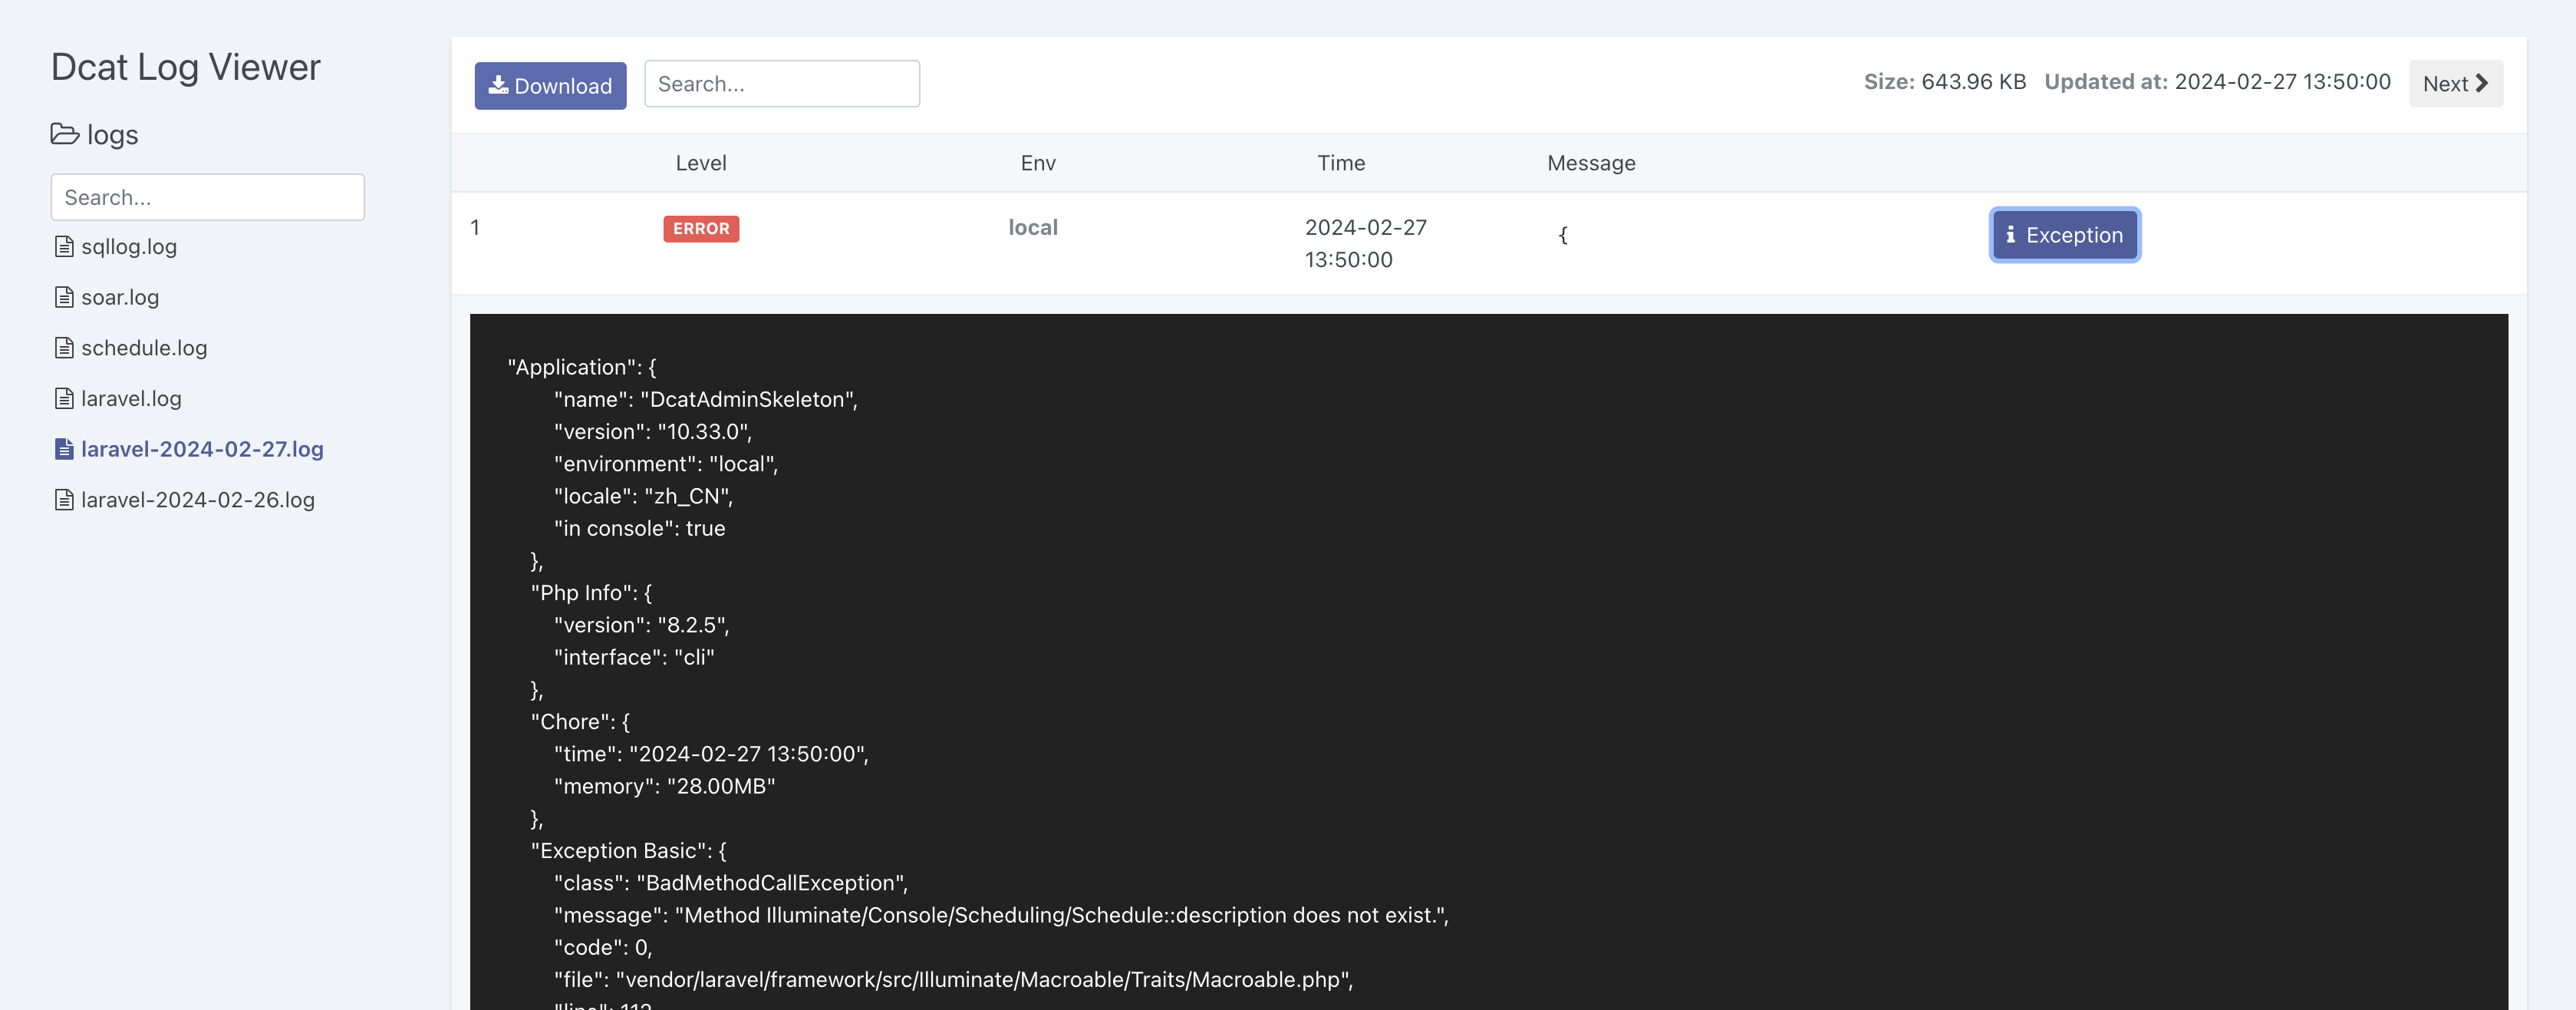 Dcat Log Viewer
logs
Search...
sqllog.log
soar.log
schedule.log
laravel.log
laravel-2024-02-27.log
laravel-2024-02-26.log
Download
Search...
Size: 643.96 KB Updated at: 2024-02-27 13:50:00
Next
Level Env Time Message
1 ERROR local 2024-02-27 { Exception
13:50:00
"Application": {
"name": "DcatAdminSkeleton",
"version": "10.33.0",
"environment": "local",
"locale": "zh_CN",
"in console": true
},
"Php Info": {
"version": "8.2.5",
"interface": "cli"
},
"Chore": {
"time": "2024-02-27 13:50:00",
"memory": "28.00MB"
},
"Exception Basic": {
"class": "BadMethodCallException",
"message": "Method Illuminate/Console/Scheduling/Schedule::description does not exist.",
"code": 0,
"file": "vendor/laravel/framework/src/Illuminate/Macroable/Traits/Macroable.php",